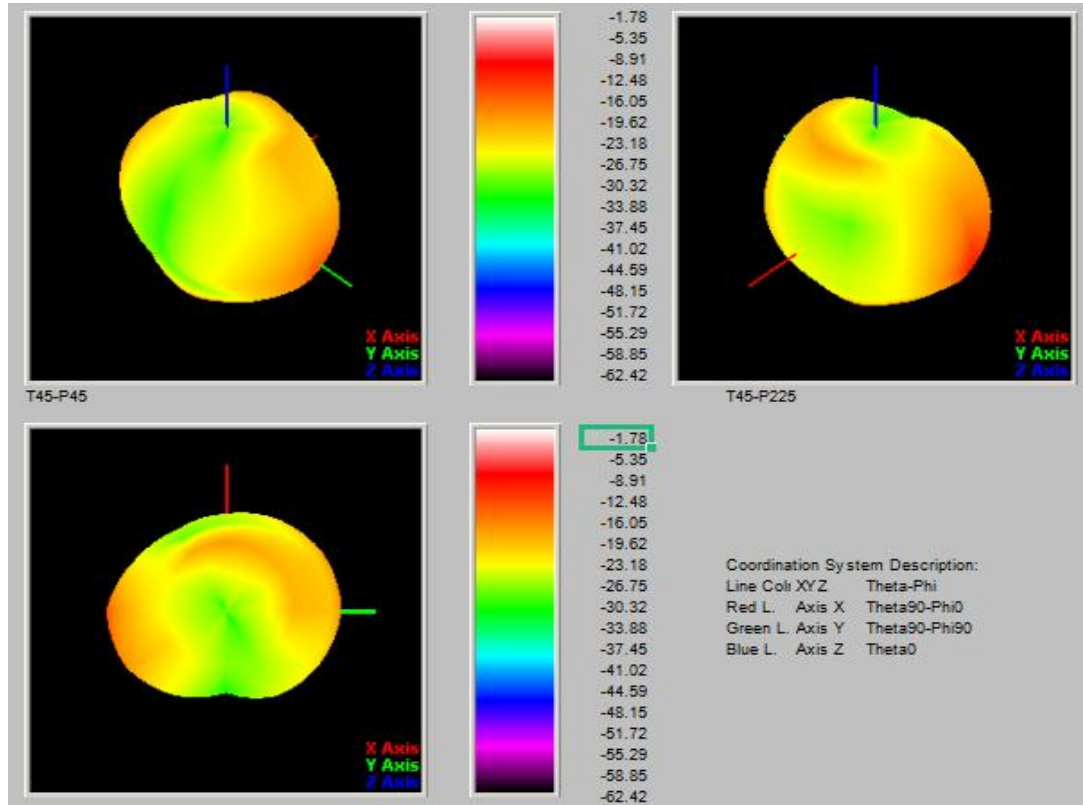 -1.78
-5.35
-8.91
-12.48
-16.05
-19.62
-23.18
-26.75
-30.32
-33.88
-37.45
-41.02
-44.59
-48.15
-51.72
-55.29
-58.85
-62.42
X Axis
Y Axis
Z Axis
X Axis
Y Axis
Z Axis
T45-P45
T45-P225
-1.78
-5.35
-8.91
-12.48
-16.05
-19.62
-23.18
-26.75
-30.32
-33.88
-37.45
-41.02
-44.59
-48.15
-51.72
-55.29
-58.85
-62.42
X Axis
Y Axis
Z Axis
Coordination System Description:
Line Colr XYZ Theta-Phi
Red L. Axis X Theta90-Phi0
Green L. Axis Y Theta90-Phi90
Blue L. Axis Z Theta0